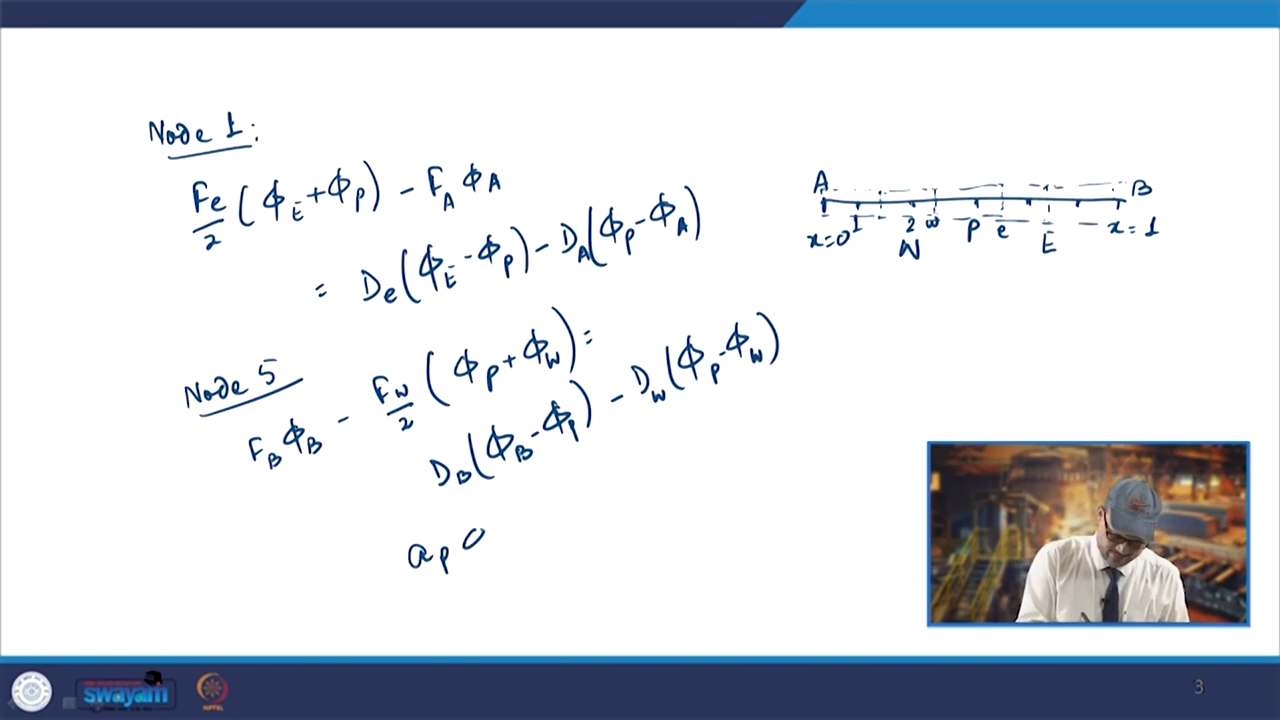 Node 1:
Fe/2 (ΦE + ΦP) - FA ΦA
= De(ΦE - ΦP) - DA(ΦP - ΦA)
A B
x=0 1 2 w P e x=1
W E
Node 5
FB ΦB - Fw/2 (ΦP + ΦW) =
DB(ΦB - ΦP) - Dw(ΦP - ΦW)
aP
swayam
3